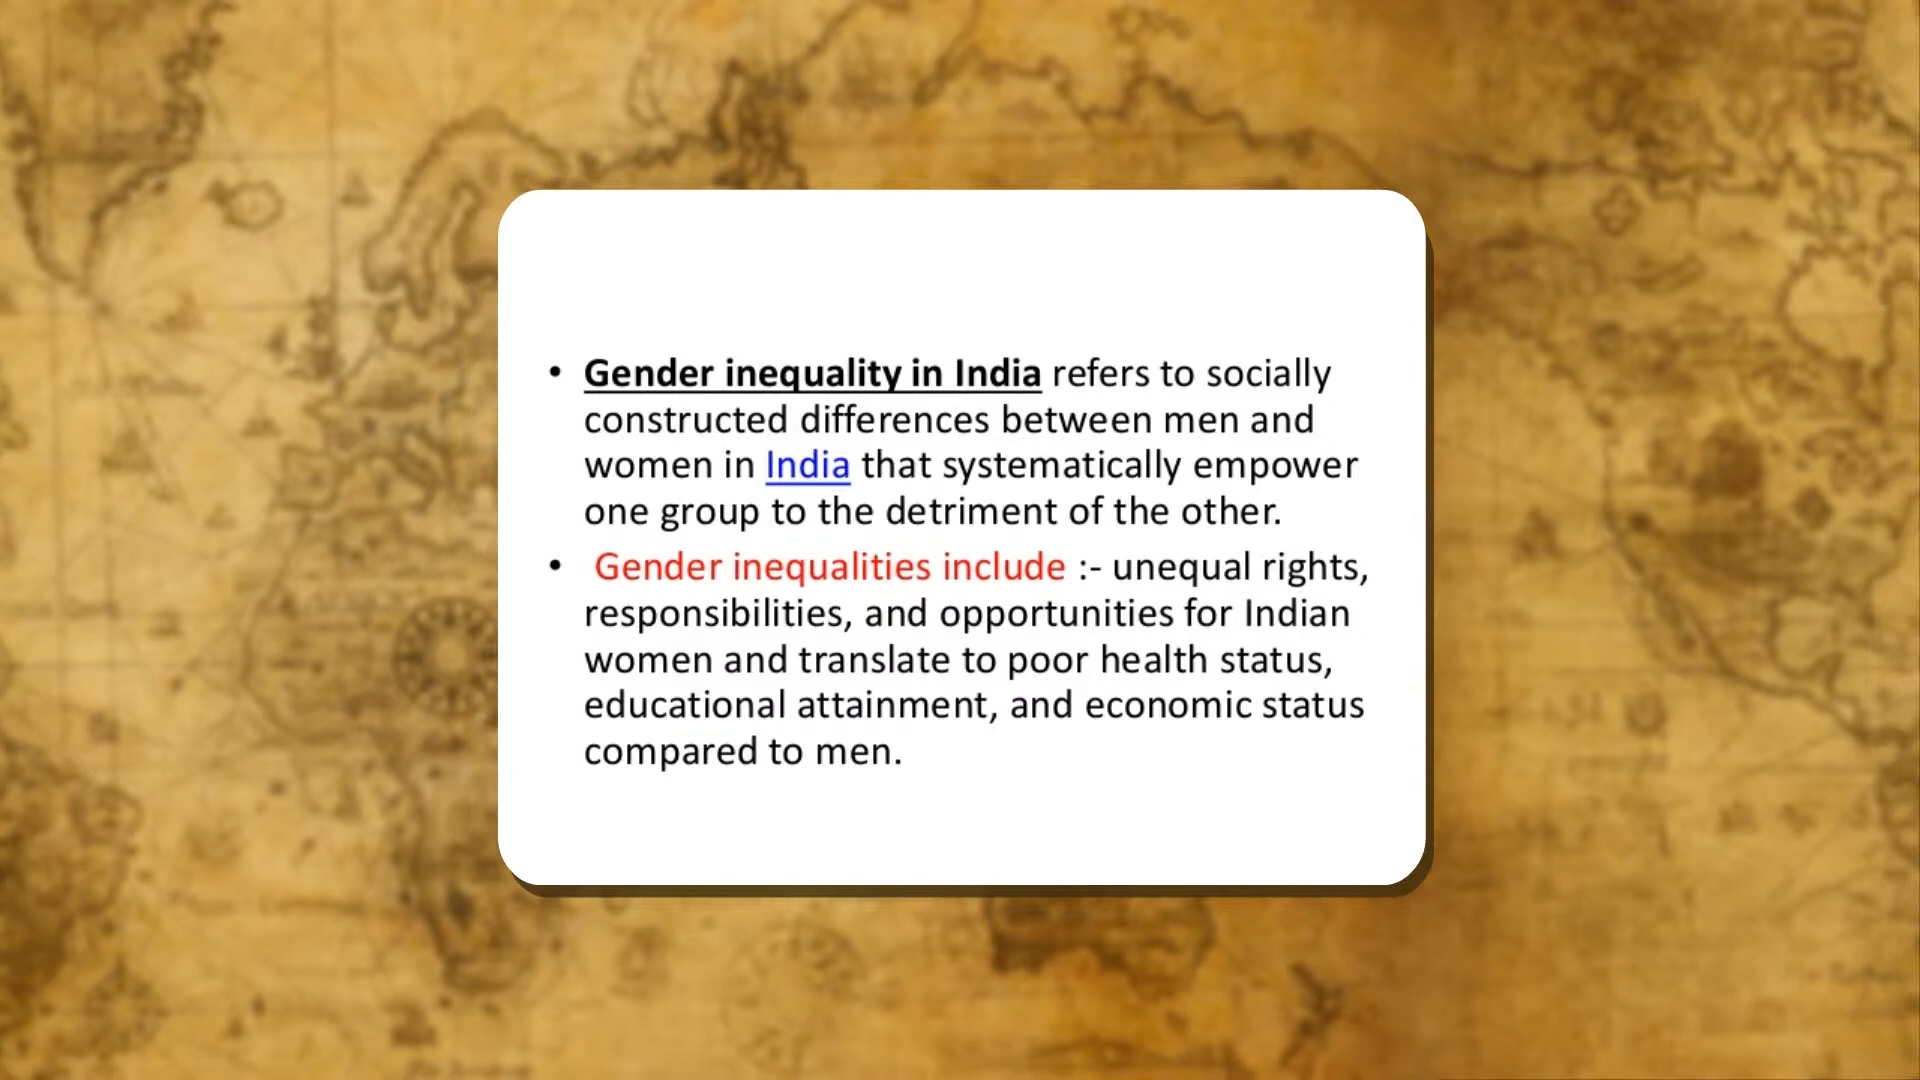 • Gender inequality in India refers to socially
constructed differences between men and
women in India that systematically empower
one group to the detriment of the other.
• Gender inequalities include :- unequal rights,
responsibilities, and opportunities for Indian
women and translate to poor health status,
educational attainment, and economic status
compared to men.